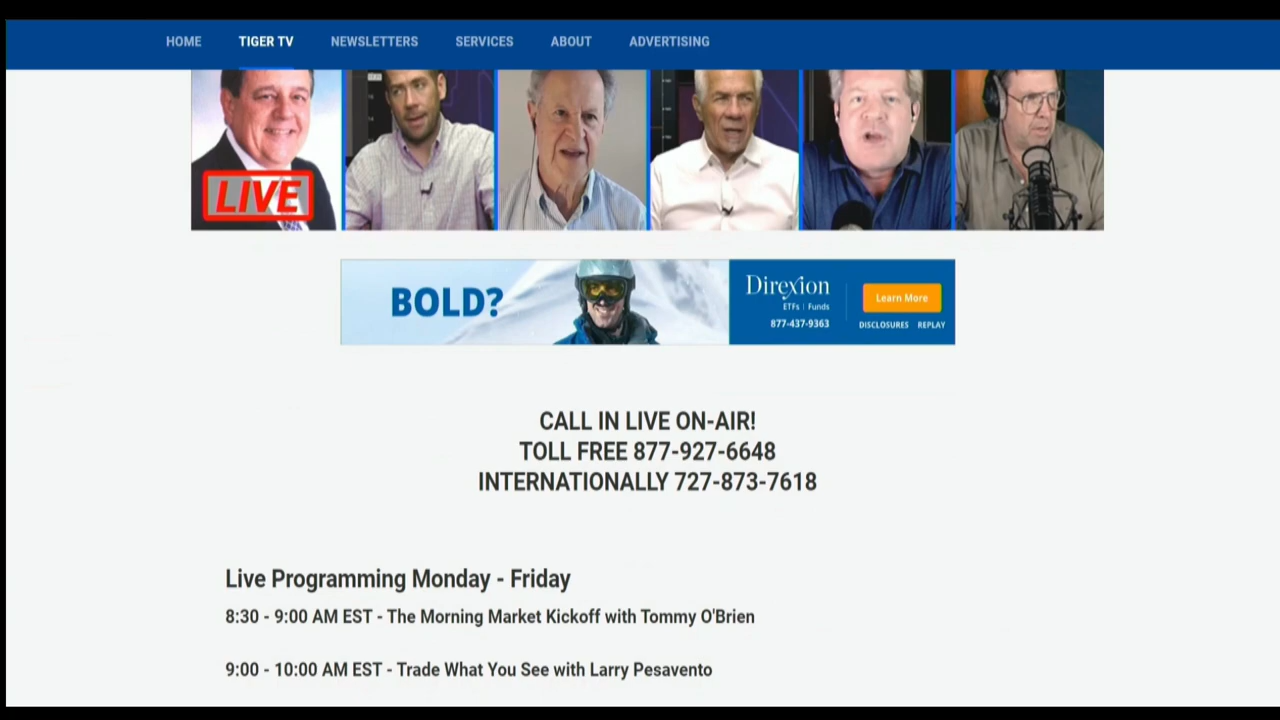 HOME TIGER TV NEWSLETTERS SERVICES ABOUT ADVERTISING
LIVE
BOLD?
Direxion
ETFs | Funds
877-437-9363
Learn More
DISCLOSURES REPLAY
CALL IN LIVE ON-AIR!
TOLL FREE 877-927-6648
INTERNATIONALLY 727-873-7618
Live Programming Monday - Friday
8:30 - 9:00 AM EST - The Morning Market Kickoff with Tommy O'Brien
9:00 - 10:00 AM EST - Trade What You See with Larry Pesavento